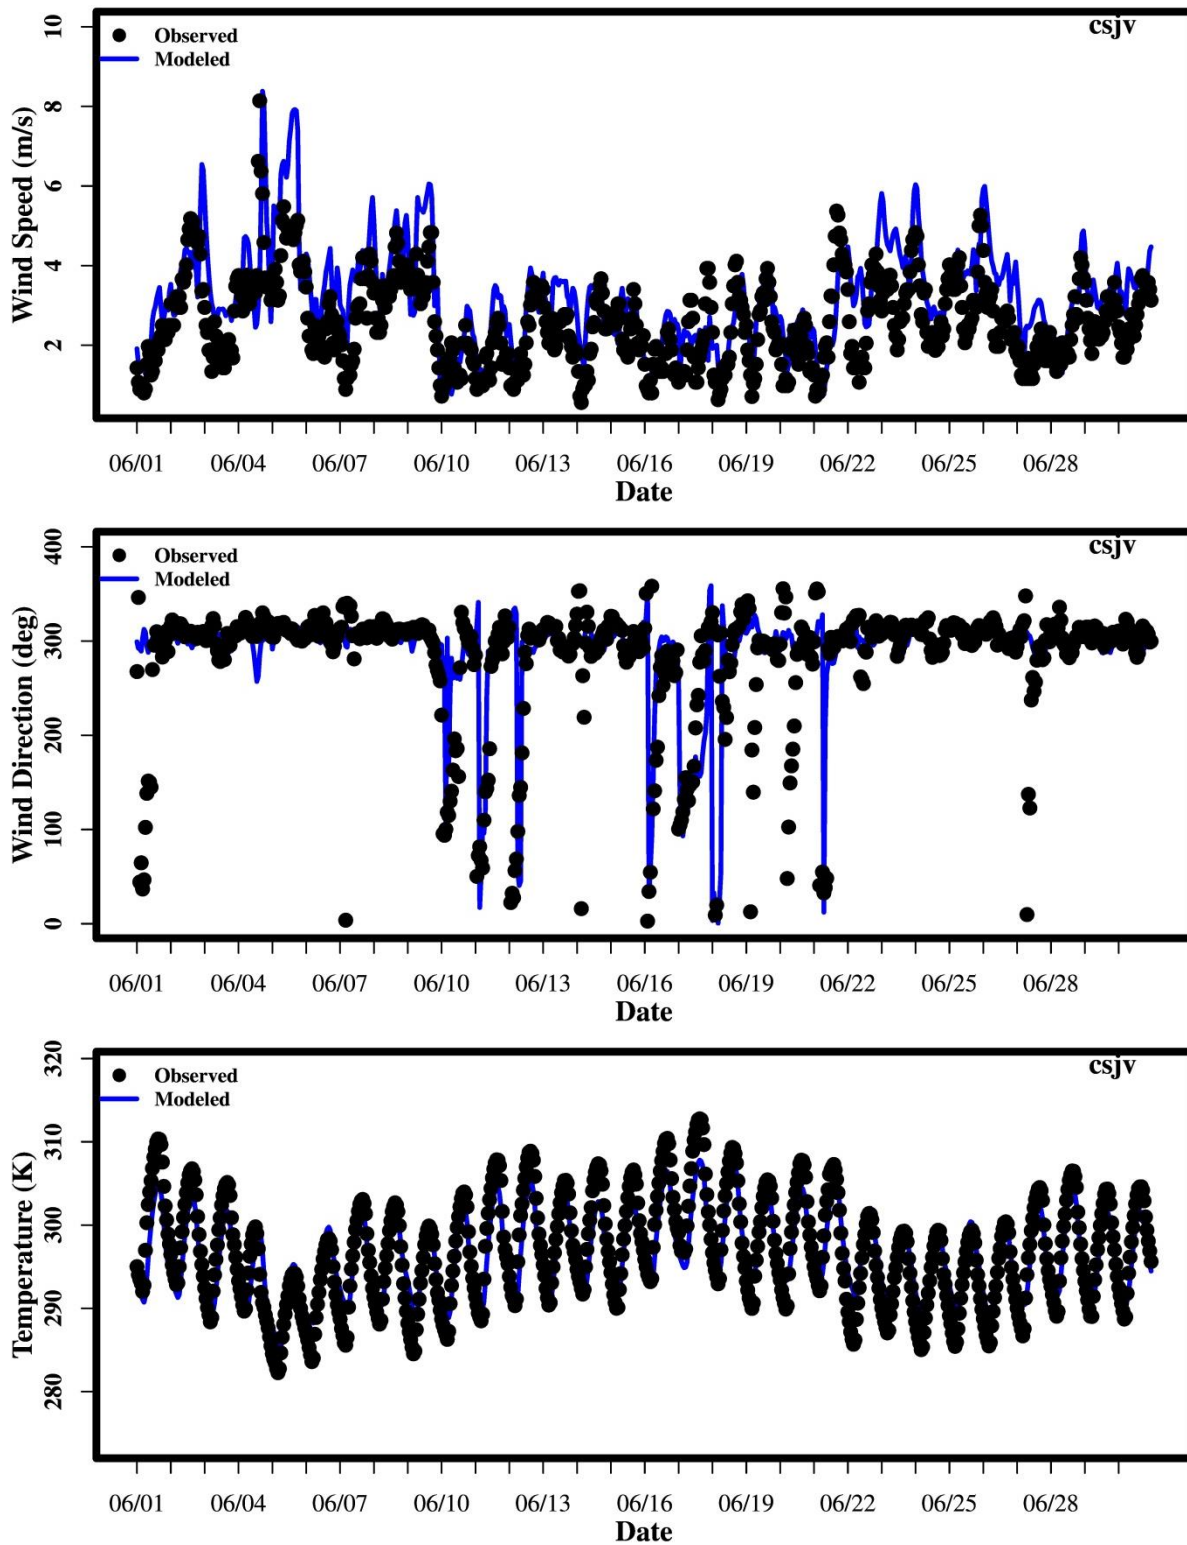 csjv
Observed
Modeled
Wind Speed (m/s)
2 4 6 8 10
06/01 06/04 06/07 06/10 06/13 06/16 06/19 06/22 06/25 06/28
Date
csjv
Observed
Modeled
Wind Direction (deg)
0 100 200 300 400
06/01 06/04 06/07 06/10 06/13 06/16 06/19 06/22 06/25 06/28
Date
csjv
Observed
Modeled
Temperature (K)
280 290 300 310 320
06/01 06/04 06/07 06/10 06/13 06/16 06/19 06/22 06/25 06/28
Date